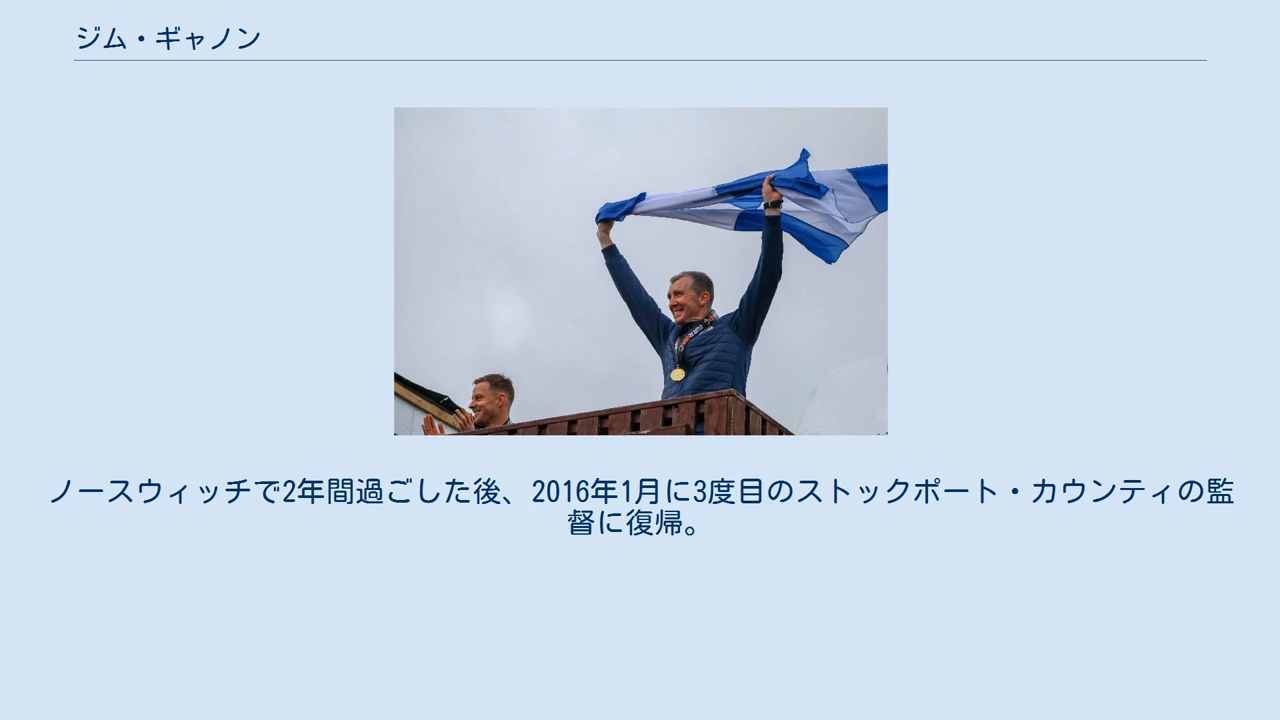 ジム・ギャノン
ノースウィッチで2年間過ごした後、2016年1月に3度目のストックポート・カウンティの監
督に復帰。